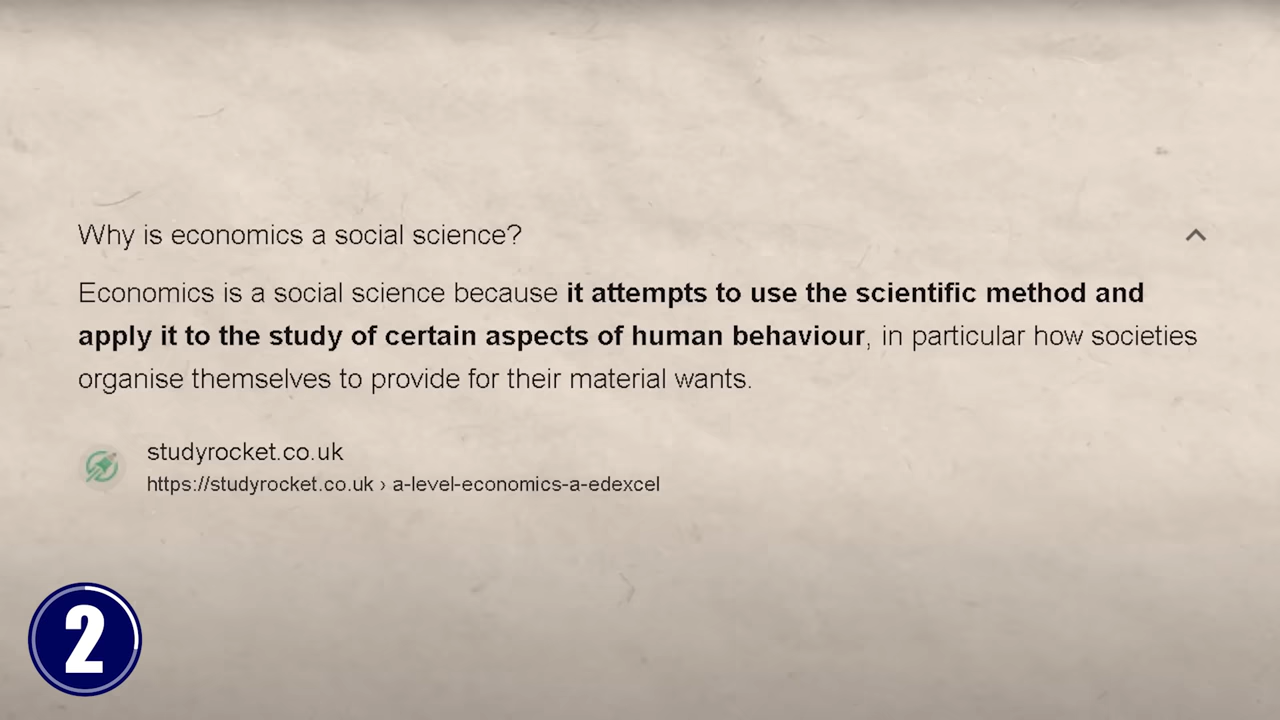 Why is economics a social science?
Economics is a social science because it attempts to use the scientific method and
apply it to the study of certain aspects of human behaviour, in particular how societies
organise themselves to provide for their material wants.
studyrocket.co.uk
https://studyrocket.co.uk › a-level-economics-a-edexcel
2